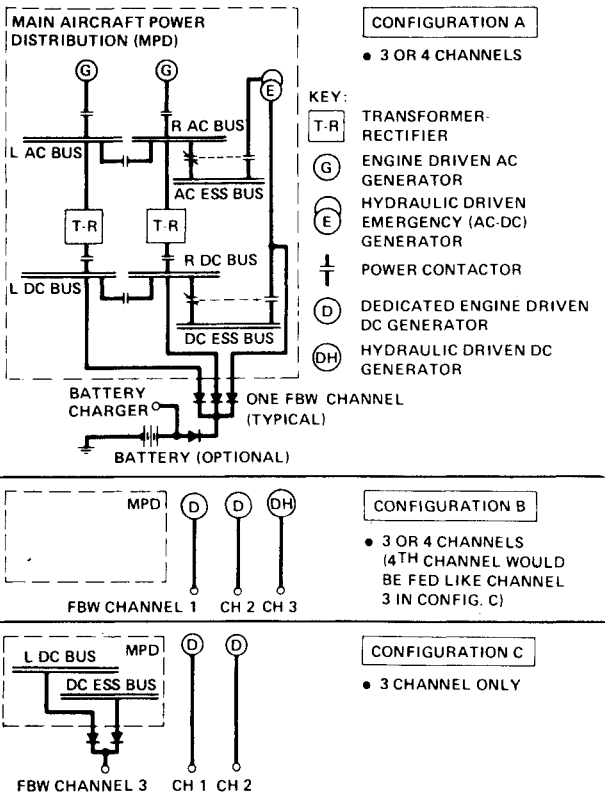 MAIN AIRCRAFT POWER
DISTRIBUTION (MPD)
G
G
E
R AC BUS
L AC BUS
AC ESS BUS
T-R
T-R
R DC BUS
L DC BUS
DC ESS BUS
BATTERY
CHARGER
ONE FBW CHANNEL
(TYPICAL)
BATTERY (OPTIONAL)
CONFIGURATION A
• 3 OR 4 CHANNELS
KEY:
T-R
TRANSFORMER-
RECTIFIER
G
ENGINE DRIVEN AC
GENERATOR
E
HYDRAULIC DRIVEN
EMERGENCY (AC-DC)
GENERATOR
POWER CONTACTOR
D
DEDICATED ENGINE DRIVEN
DC GENERATOR
DH
HYDRAULIC DRIVEN DC
GENERATOR
MPD
D
D
DH
FBW CHANNEL 1
CH 2
CH 3
CONFIGURATION B
• 3 OR 4 CHANNELS
(4TH CHANNEL WOULD
BE FED LIKE CHANNEL
3 IN CONFIG. C)
L DC BUS
MPD
DC ESS BUS
D
D
FBW CHANNEL 3
CH 1
CH 2
CONFIGURATION C
• 3 CHANNEL ONLY